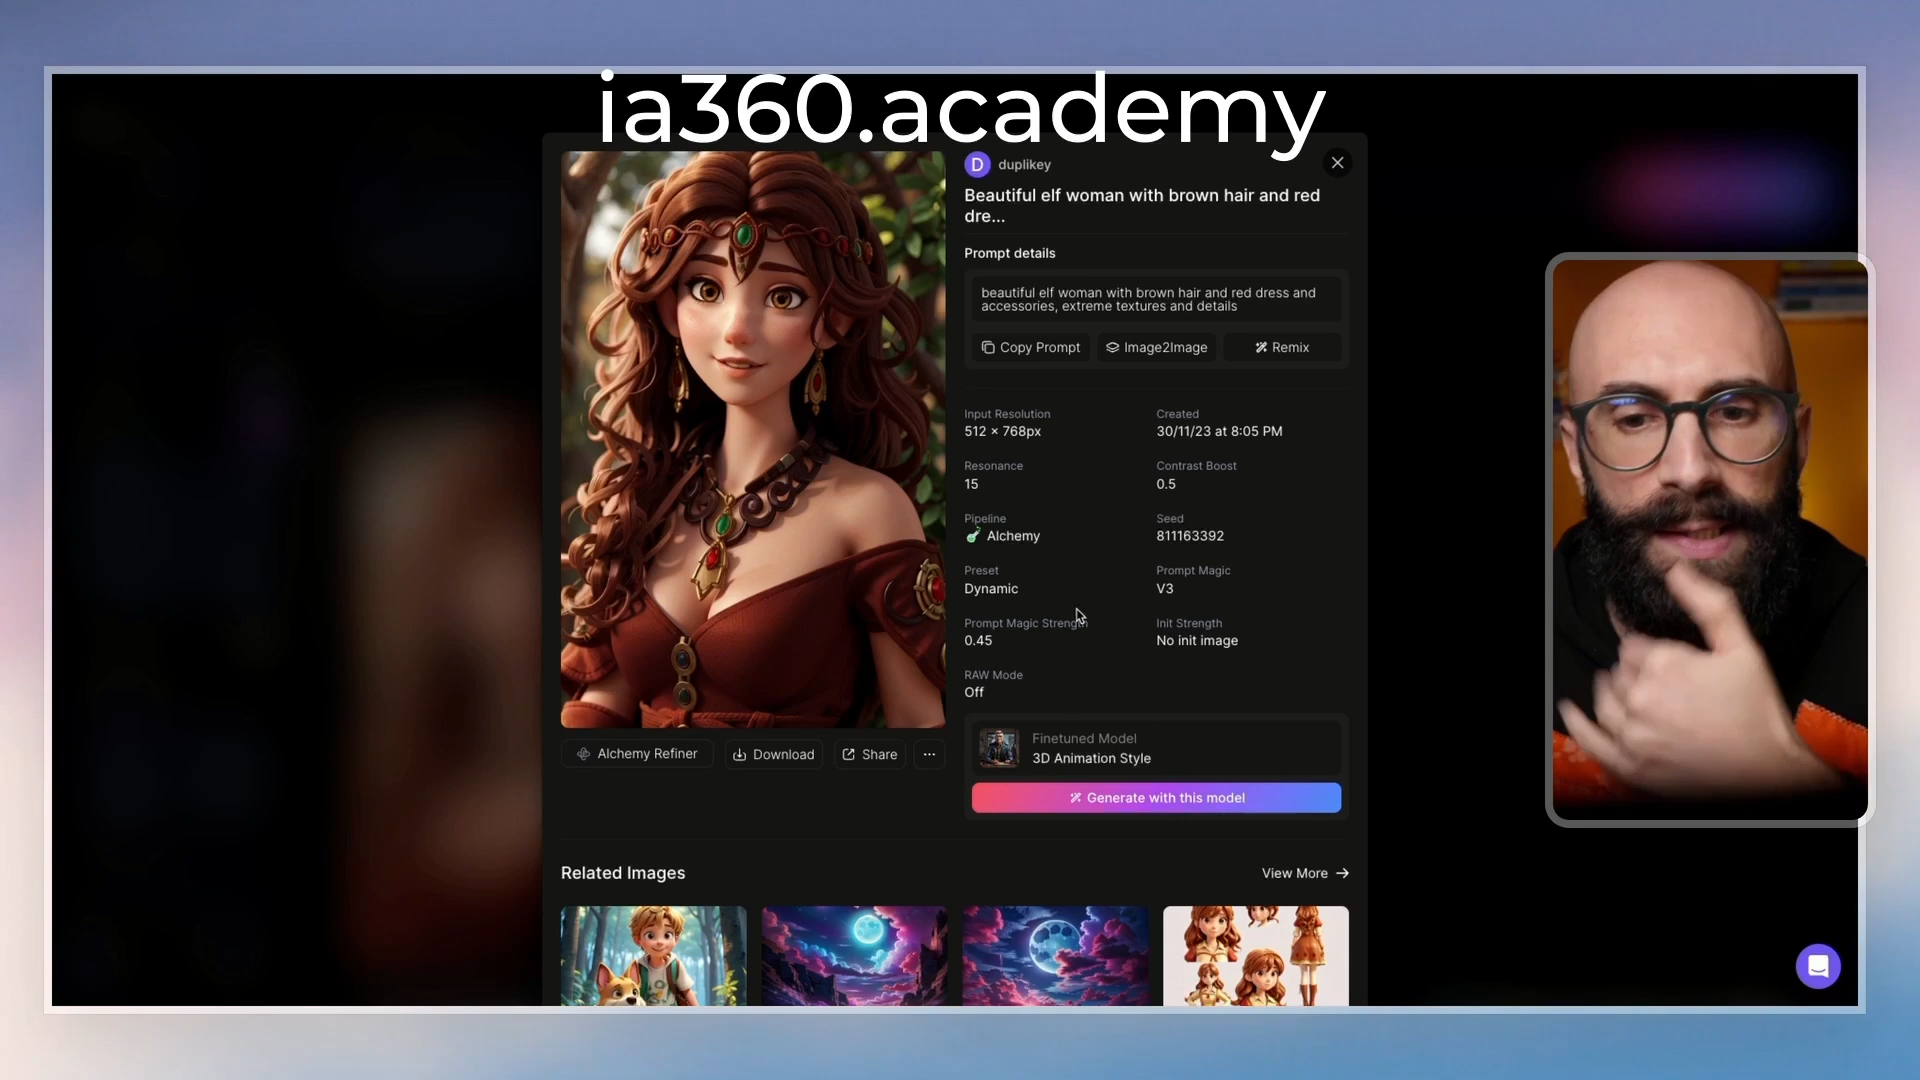 ia360.academy
D duplikey
Beautiful elf woman with brown hair and red
dre...
Prompt details
beautiful elf woman with brown hair and red dress and
accessories, extreme textures and details
Copy Prompt
Image2Image
Remix
Input Resolution
512 × 768px
Created
30/11/23 at 8:05 PM
Resonance
15
Contrast Boost
0.5
Pipeline
Alchemy
Seed
811163392
Preset
Dynamic
Prompt Magic
V3
Prompt Magic Strength
0.45
Init Strength
No init image
RAW Mode
Off
Finetuned Model
3D Animation Style
Generate with this model
Alchemy Refiner
Download
Share
Related Images
View More